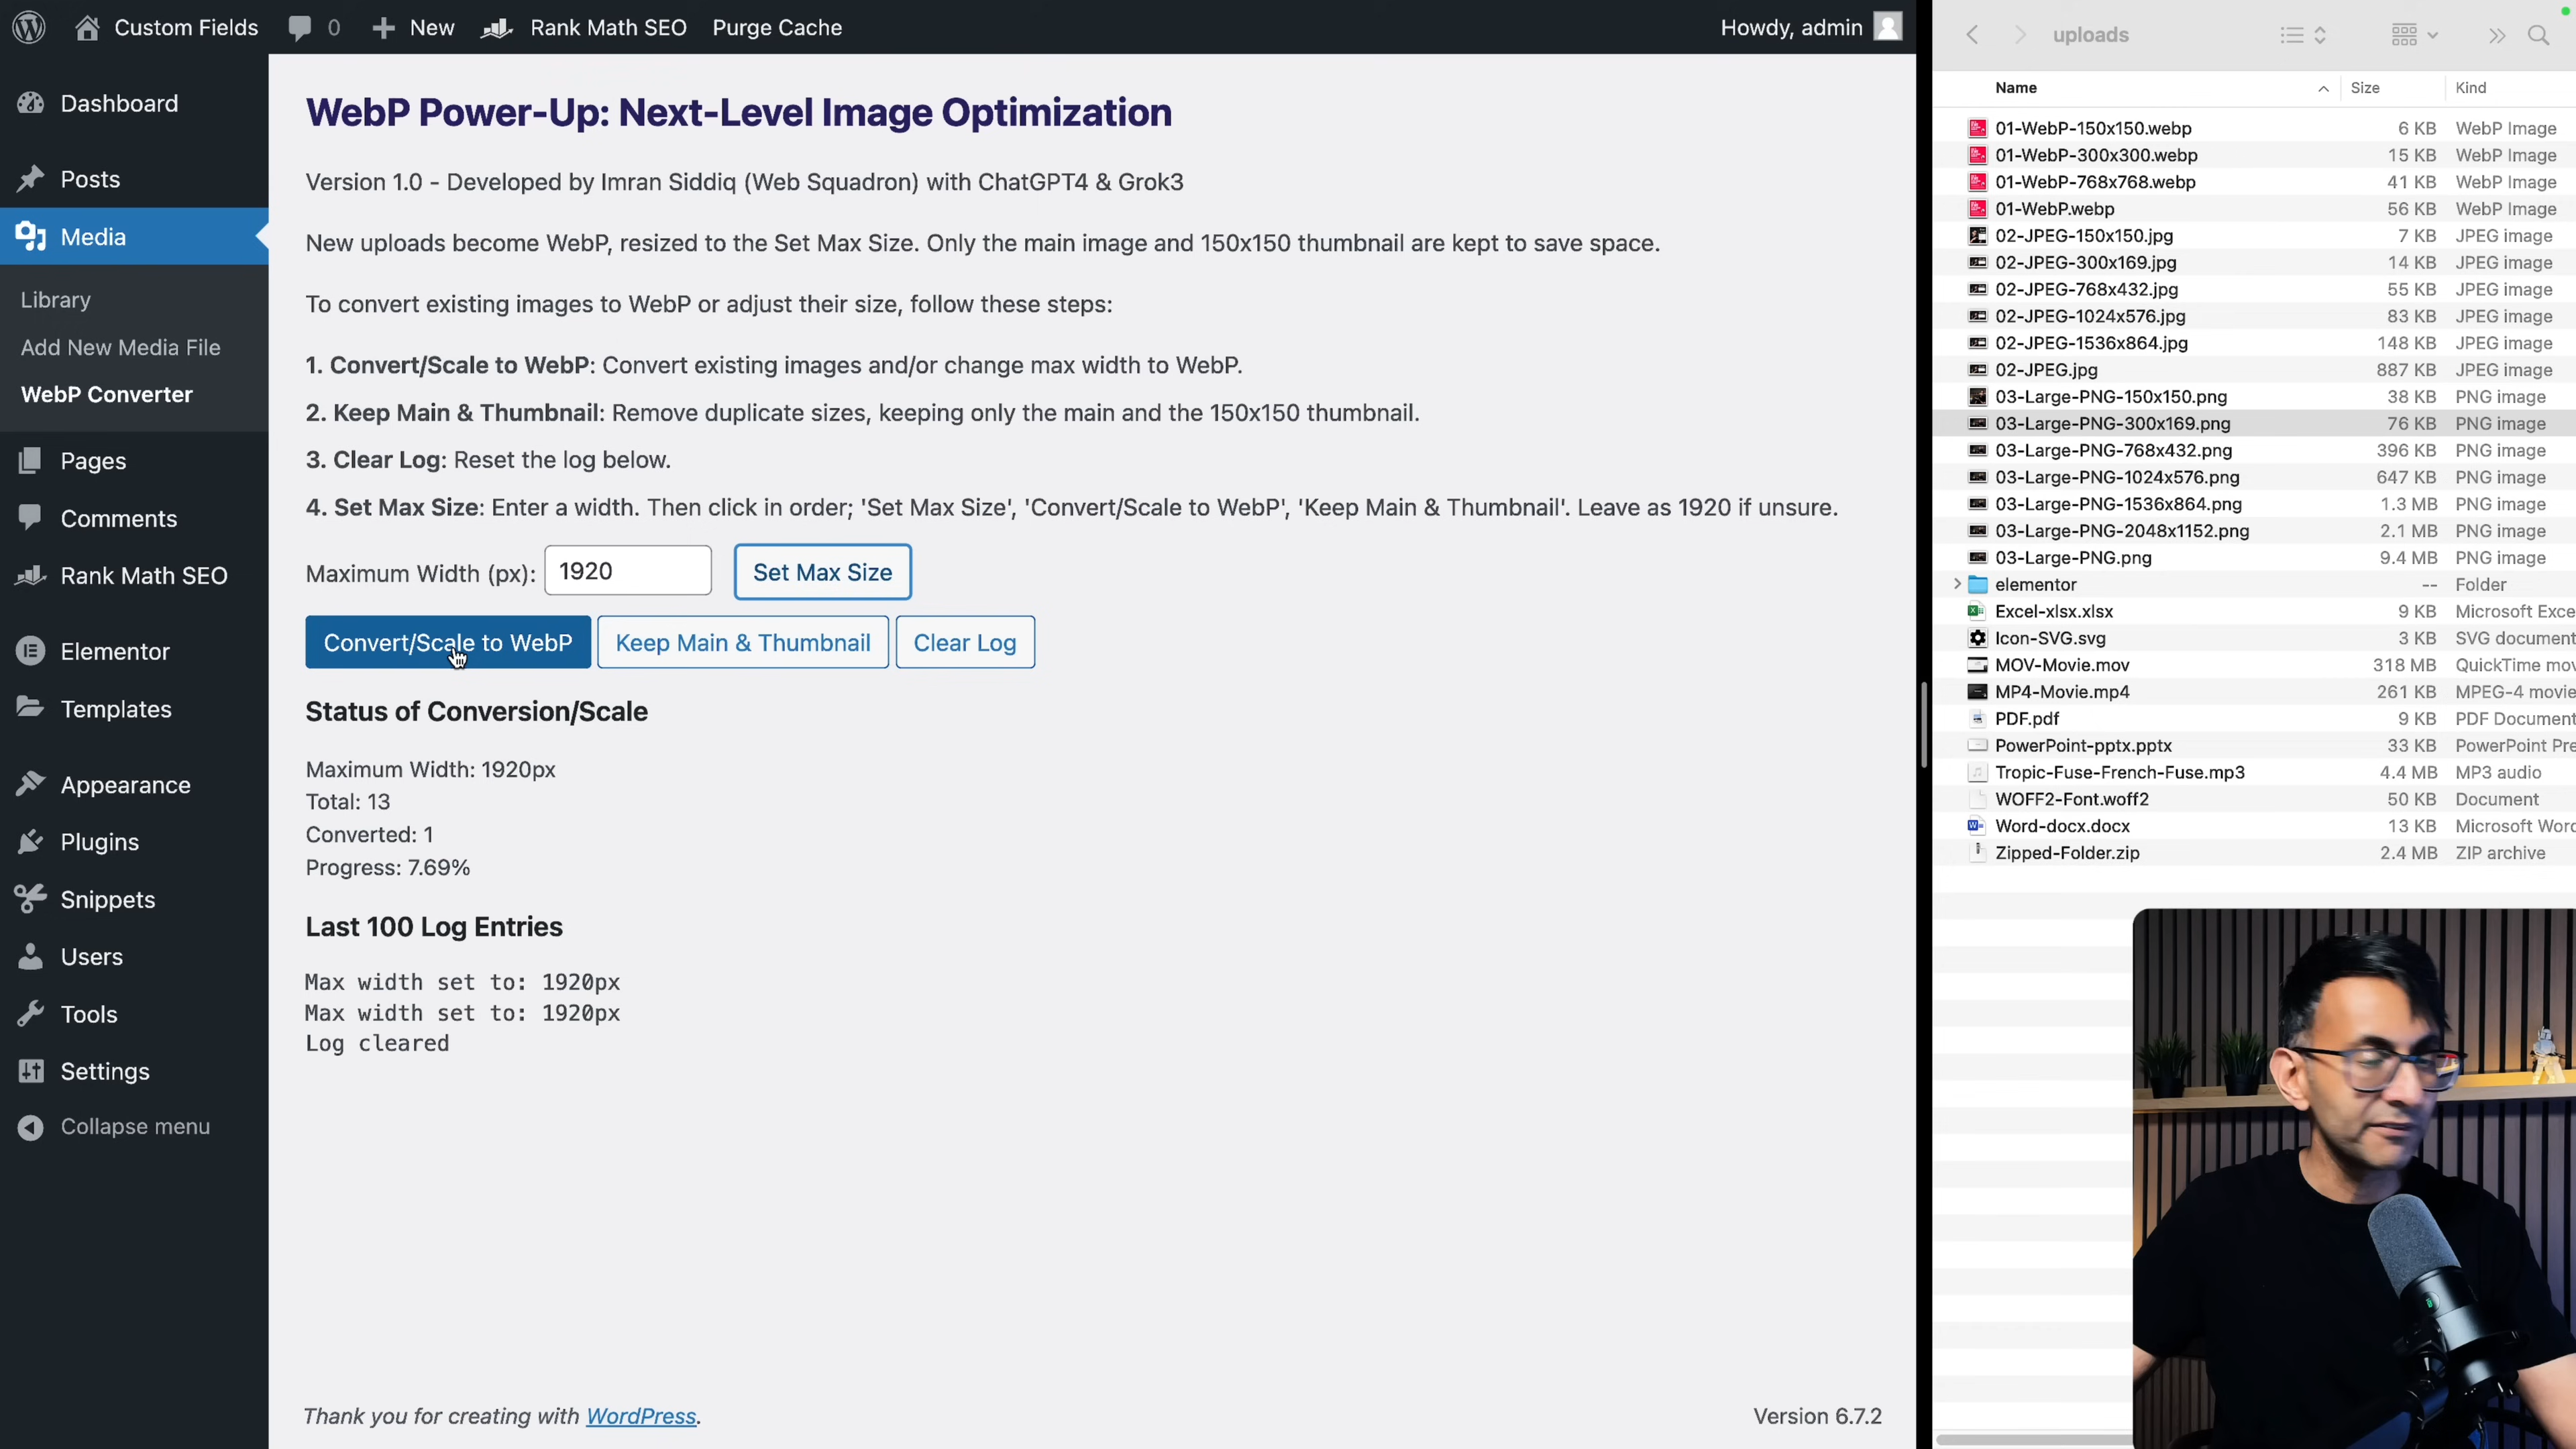 Custom Fields 0 New Rank Math SEO Purge Cache Howdy, admin
Dashboard
Posts
Media
Library
Add New Media File
WebP Converter
Pages
Comments
Rank Math SEO
Elementor
Templates
Appearance
Plugins
Snippets
Users
Tools
Settings
Collapse menu
WebP Power-Up: Next-Level Image Optimization
Version 1.0 - Developed by Imran Siddiq (Web Squadron) with ChatGPT4 & Grok3
New uploads become WebP, resized to the Set Max Size. Only the main image and 150x150 thumbnail are kept to save space.
To convert existing images to WebP or adjust their size, follow these steps:
1. Convert/Scale to WebP: Convert existing images and/or change max width to WebP.
2. Keep Main & Thumbnail: Remove duplicate sizes, keeping only the main and the 150x150 thumbnail.
3. Clear Log: Reset the log below.
4. Set Max Size: Enter a width. Then click in order; 'Set Max Size', 'Convert/Scale to WebP', 'Keep Main & Thumbnail'. Leave as 1920 if unsure.
Maximum Width (px): 1920 Set Max Size
Convert/Scale to WebP Keep Main & Thumbnail Clear Log
Status of Conversion/Scale
Maximum Width: 1920px
Total: 13
Converted: 1
Progress: 7.69%
Last 100 Log Entries
Max width set to: 1920px
Max width set to: 1920px
Log cleared
Thank you for creating with WordPress. Version 6.7.2
uploads
Name Size Kind
01-WebP-150x150.webp 6 KB WebP Image
01-WebP-300x300.webp 15 KB WebP Image
01-WebP-768x768.webp 41 KB WebP Image
01-WebP.webp 56 KB WebP Image
02-JPEG-150x150.jpg 7 KB JPEG image
02-JPEG-300x169.jpg 14 KB JPEG image
02-JPEG-768x432.jpg 55 KB JPEG image
02-JPEG-1024x576.jpg 83 KB JPEG image
02-JPEG-1536x864.jpg 148 KB JPEG image
02-JPEG.jpg 887 KB JPEG image
03-Large-PNG-150x150.png 38 KB PNG image
03-Large-PNG-300x169.png 76 KB PNG image
03-Large-PNG-768x432.png 396 KB PNG image
03-Large-PNG-1024x576.png 647 KB PNG image
03-Large-PNG-1536x864.png 1.3 MB PNG image
03-Large-PNG-2048x1152.png 2.1 MB PNG image
03-Large-PNG.png 9.4 MB PNG image
elementor -- Folder
Excel-xlsx.xlsx 9 KB Microsoft Exce
Icon-SVG.svg 3 KB SVG document
MOV-Movie.mov 318 MB QuickTime mov
MP4-Movie.mp4 261 KB MPEG-4 movie
PDF.pdf 9 KB PDF Document
PowerPoint-pptx.pptx 33 KB PowerPoint Pre
Tropic-Fuse-French-Fuse.mp3 4.4 MB MP3 audio
WOFF2-Font.woff2 50 KB Document
Word-docx.docx 13 KB Microsoft Word
Zipped-Folder.zip 2.4 MB ZIP archive